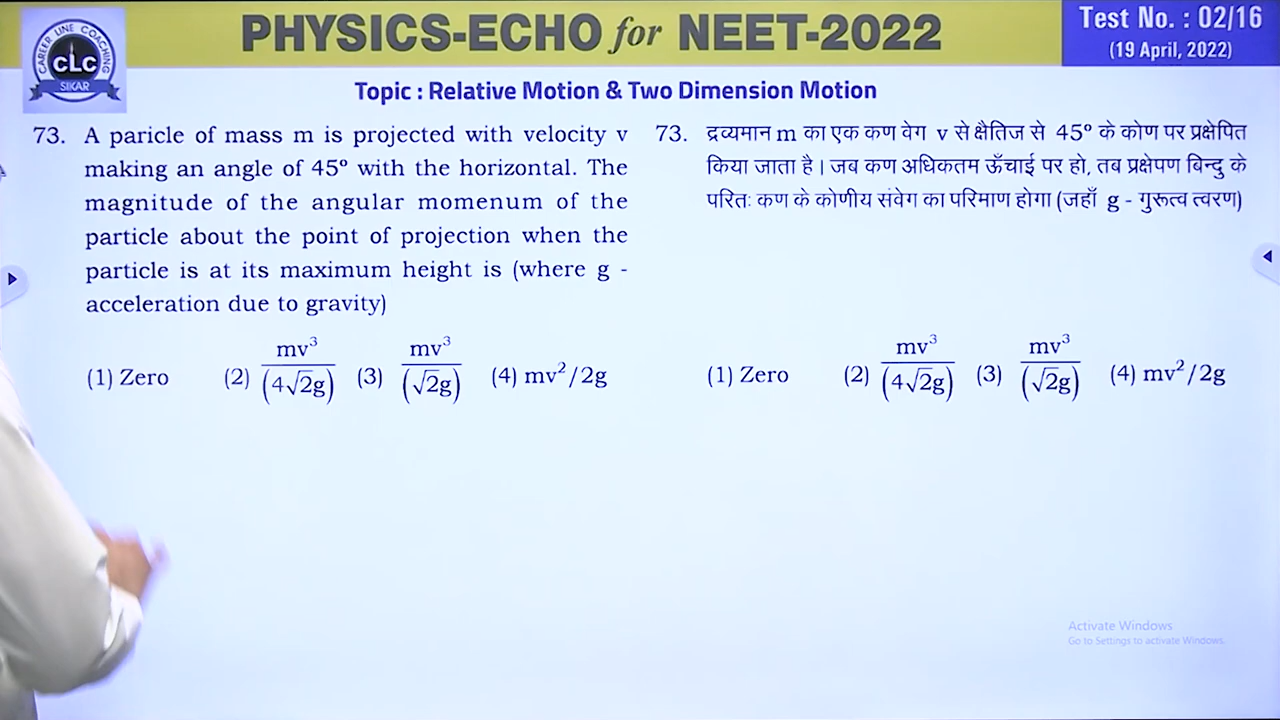 CAREER LINE COACHING
CLC
SIKAR
PHYSICS-ECHO for NEET-2022
Test No. : 02/16
(19 April, 2022)
Topic : Relative Motion & Two Dimension Motion
73. A paricle of mass m is projected with velocity v
making an angle of 45° with the horizontal. The
magnitude of the angular momenum of the
particle about the point of projection when the
particle is at its maximum height is (where g -
acceleration due to gravity)
(1) Zero (2) mv³/(4√2g) (3) mv³/(√2g) (4) mv²/2g
73. द्रव्यमान m का एक कण वेग v से क्षैतिज से 45° के कोण पर प्रक्षेपित
किया जाता है। जब कण अधिकतम ऊँचाई पर हो, तब प्रक्षेपण बिन्दु के
परितः कण के कोणीय संवेग का परिमाण होगा (जहाँ g - गुरूत्व त्वरण)
(1) Zero (2) mv³/(4√2g) (3) mv³/(√2g) (4) mv²/2g
Activate Windows
Go to Settings to activate Windows.